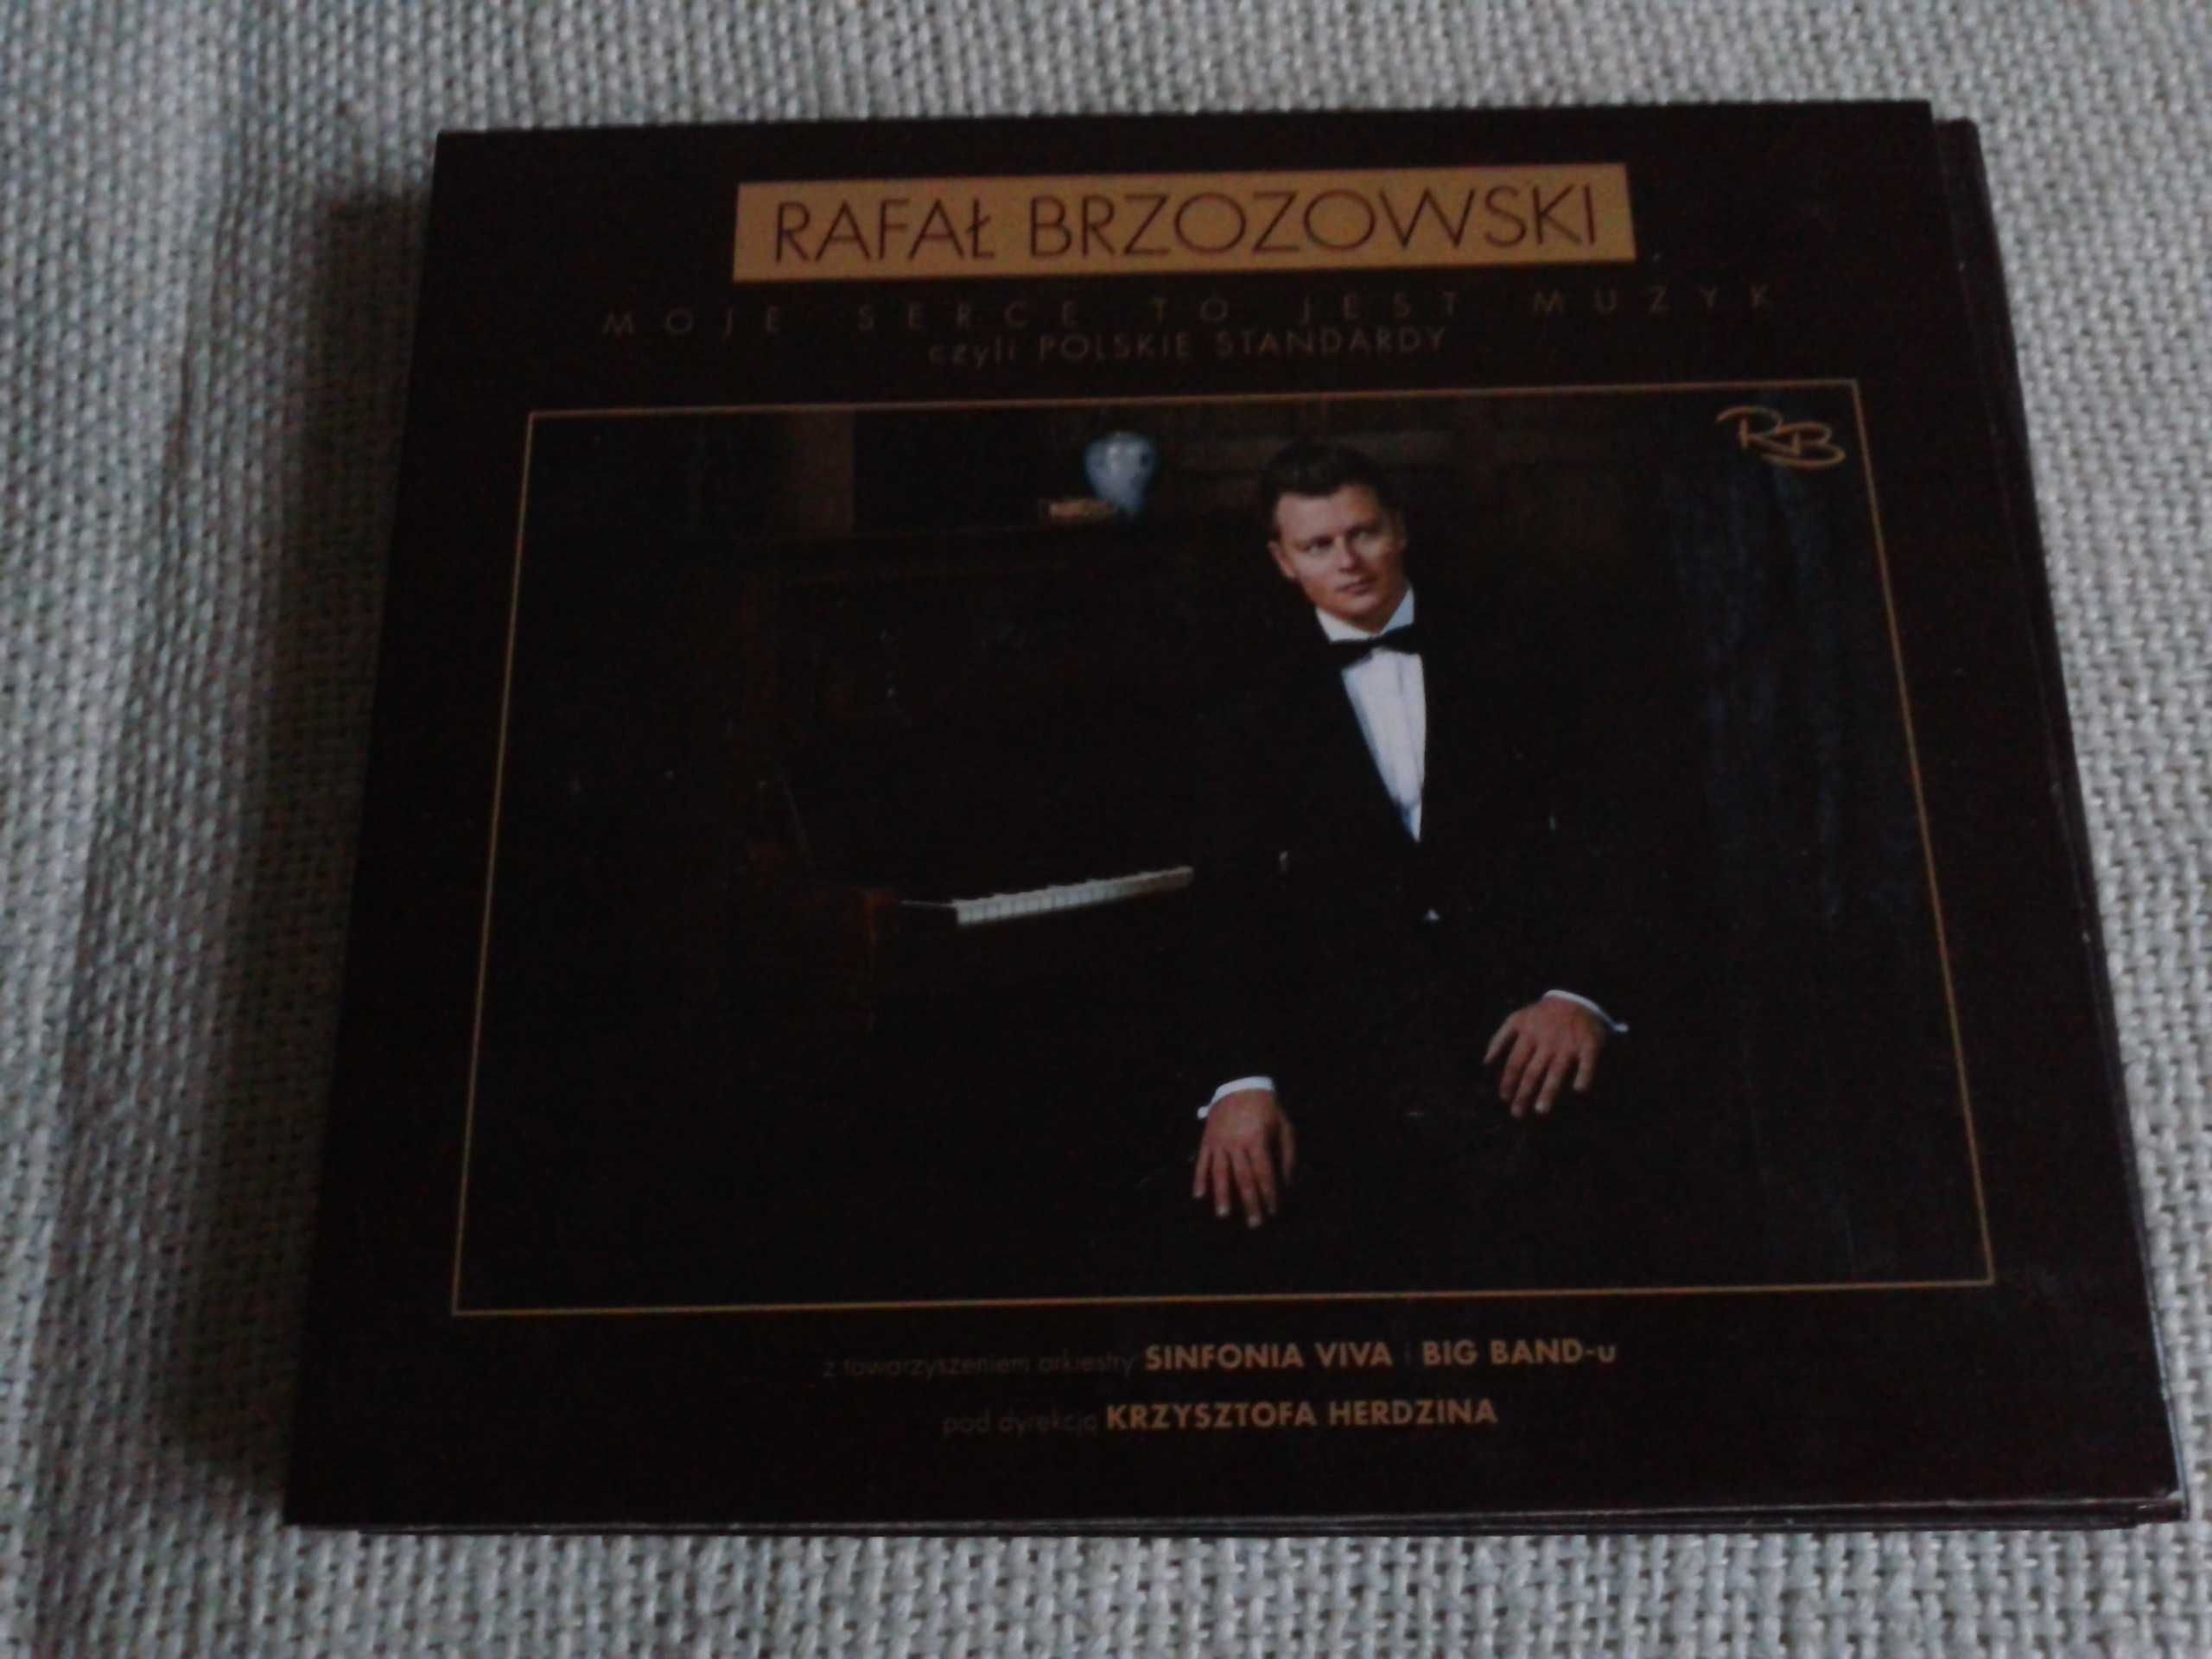 RAFAŁ BRZOZOWSKI
MOJE SERCE TO JEST MUZYK
czyli POLSKIE STANDARDY
RB
z towarzyszeniem orkiestry SINFONIA VIVA i BIG BAND-u
pod dyrekcją KRZYSZTOFA HERDZINA